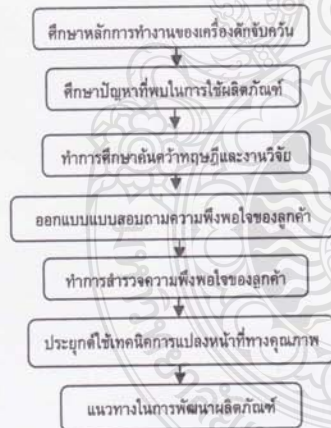 ศึกษาหลักการทำงานของเครื่องดักจับควัน
ศึกษาปัญหาที่พบในการใช้ผลิตภัณฑ์
ทำการศึกษาค้นคว้าทฤษฎีและงานวิจัย
ออกแบบแบบสอบถามความพึงพอใจของลูกค้า
ทำการสำรวจความพึงพอใจของลูกค้า
ประยุกต์ใช้เทคนิคการแปลงหน้าที่ทางคุณภาพ
แนวทางในการพัฒนาผลิตภัณฑ์